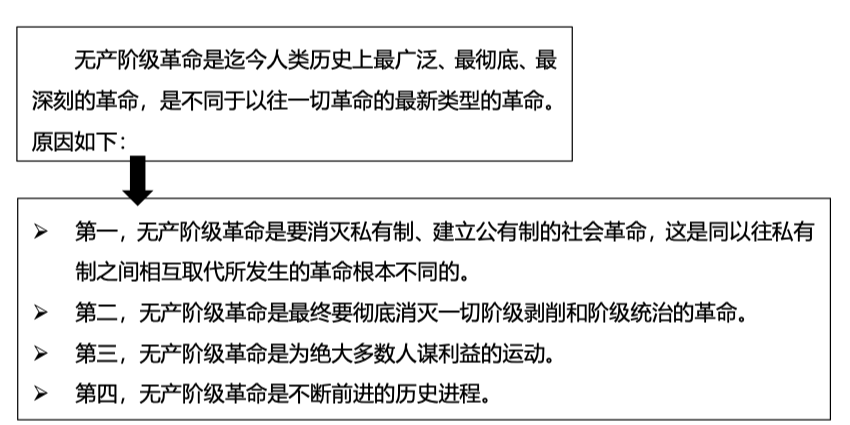 无产阶级革命是迄今人类历史上最广泛、最彻底、最
深刻的革命，是不同于以往一切革命的最新类型的革命。
原因如下：
➢ 第一，无产阶级革命是要消灭私有制、建立公有制的社会革命，这是同以往私有
制之间相互取代所发生的革命根本不同的。
➢ 第二，无产阶级革命是最终要彻底消灭一切阶级剥削和阶级统治的革命。
➢ 第三，无产阶级革命是为绝大多数人谋利益的运动。
➢ 第四，无产阶级革命是不断前进的历史进程。